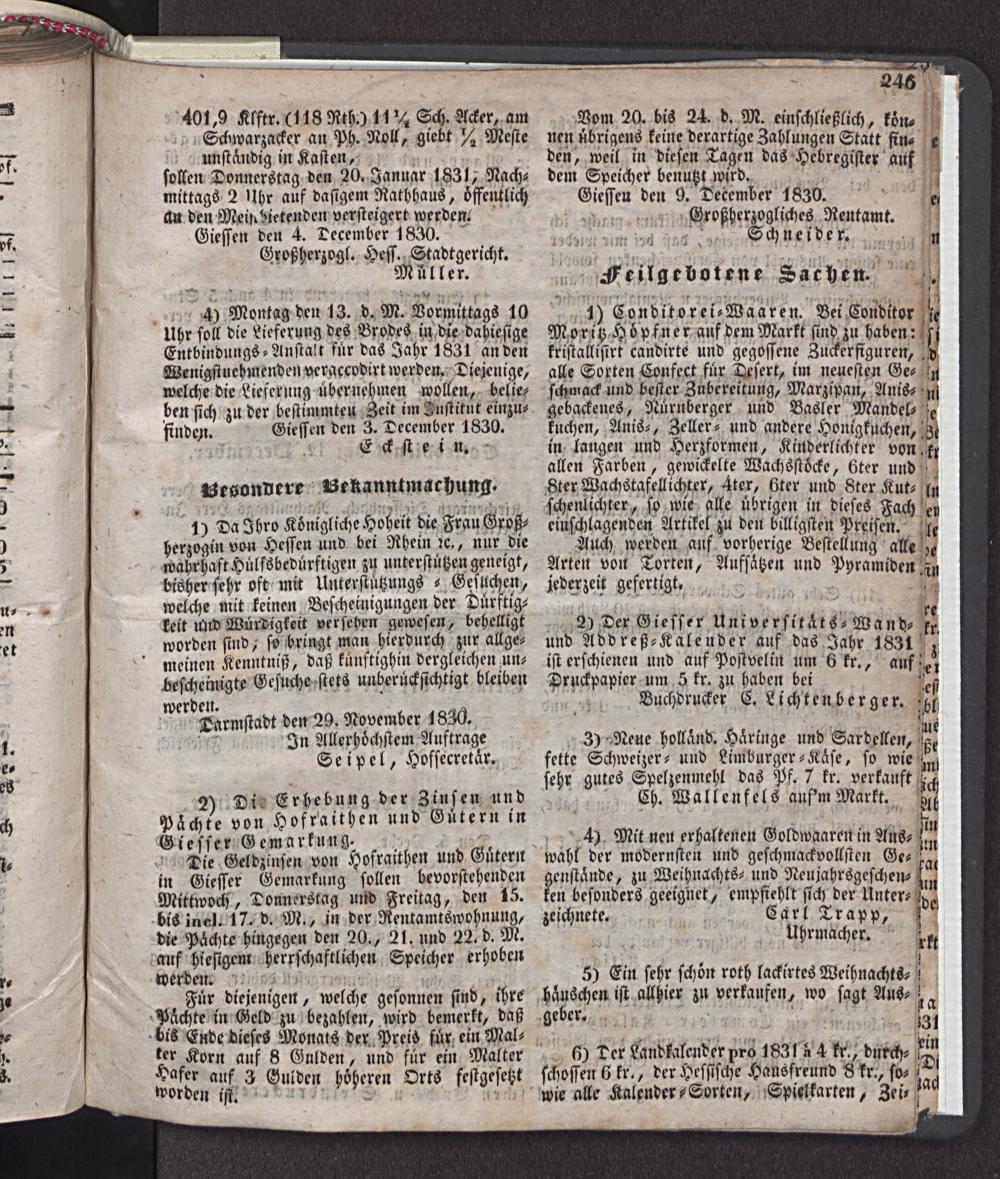 246
401,9 Klftr. (118 Rth.) 11½ Sch. Acker, am
Schwarzacker an Ph. Noll, giebt ½ Meste
unständig in Kasten,
sollen Donnerstag den 20. Januar 1831, Nach-
mittags 2 Uhr auf dasigem Rathhaus, öffentlich
an den Meistbietenden versteigert werden.
Giessen den 4. December 1830.
Großherzogl. Hess. Stadtgericht.
Müller.
4) Montag den 13. d. M. Vormittags 10
Uhr soll die Lieferung des Brodes in die dahiesige
Entbindungs-Anstalt für das Jahr 1831 an den
Wenigstnehmenden veraccodirt werden. Diejenige,
welche die Lieferung übernehmen wollen, belie-
ben sich zu der bestimmten Zeit im Institut einzu-
finden. Giessen den 3. December 1830.
Eckstein.
Besondere Bekanntmachung.
1) Da Ihro Königliche Hoheit die Frau Groß-
herzogin von Hessen und bei Rhein ꝛc., nur die
wahrhaft Hülfsbedürftigen zu unterstützen geneigt,
bisher sehr oft mit Unterstützungs-Gesuchen,
welche mit keinen Bescheinigungen der Dürftig-
keit und Würdigkeit versehen gewesen, behelligt
worden sind, so bringt man hierdurch zur allge-
meinen Kenntniß, daß künftighin dergleichen un-
bescheinigte Gesuche stets unberücksichtigt bleiben
werden.
Darmstadt den 29. November 1830.
In Allerhöchstem Auftrage
Seipel, Hofsecretär.
2) Die Erhebung der Zinsen und
Pächte von Hofraithen und Gütern in
Giesser Gemarkung.
Die Geldzinsen von Hofraithen und Gütern
in Giesser Gemarkung sollen bevorstehenden
Mittwoch, Donnerstag und Freitag, den 15.
bis incl. 17. d. M., in der Rentamtswohnung,
die Pächte hingegen den 20., 21. und 22. d. M.
auf hiesigem herrschaftlichen Speicher erhoben
werden.
Für diejenigen, welche gesonnen sind, ihre
Pächte in Geld zu bezahlen, wird bemerkt, daß
bis Ende dieses Monats der Preis für ein Mal-
ter Korn auf 8 Gulden, und für ein Malter
Hafer auf 3 Gulden höheren Orts festgesetzt
worden ist.
Vom 20. bis 24. d. M. einschließlich, kön-
nen übrigens keine derartige Zahlungen Statt fin-
den, weil in diesen Tagen das Hebregister auf
dem Speicher benutzt wird.
Giessen den 9. December 1830.
Großherzogliches Rentamt.
Schneider.
Feilgebotene Sachen.
1) Conditorei-Waaren. Bei Conditor
Moritz Höpfner auf dem Markt sind zu haben:
kristallisirt candirte und gegossene Zuckerfiguren,
alle Sorten Confect für Desert, im neuesten Ge-
schmack und bester Zubereitung, Marzipan, Anis-
gebackenes, Nürnberger und Basler Mandel-
kuchen, Anis-, Zeller- und andere Honigkuchen,
in langen und Herzformen, Kinderlichter von
allen Farben, gewickelte Wachsstöcke, 6ter und
8ter Wachstafellichter, 4ter, 6ter und 8ter Kut-
schenlichter, so wie alle übrigen in dieses Fach
einschlagenden Artikel zu den billigsten Preisen.
Auch werden auf vorherige Bestellung alle
Arten von Torten, Aufsätzen und Pyramiden
jederzeit gefertigt.
2) Der Giesser Universitäts-Wand-
und Addreß-Kalender auf das Jahr 1831
ist erschienen und auf Postvelin um 6 kr., auf
Druckpapier um 5 kr. zu haben bei
Buchdrucker C. Lichtenberger.
3) Neue holländ. Häringe und Sardellen,
fette Schweizer- und Limburger-Käse, so wie
sehr gutes Spelzenmehl das Pf. 7 kr. verkauft
Ch. Wallenfels auf'm Markt.
4) Mit neu erhaltenen Goldwaaren in Aus-
wahl der modernsten und geschmackvollsten Ge-
genstände, zu Weihnachts- und Neujahrsgeschen-
ken besonders geeignet, empfiehlt sich der Unter-
zeichnete. Carl Trapp,
Uhrmacher.
5) Ein sehr schön roth lackirtes Weihnachts-
häuschen ist allhier zu verkaufen, wo sagt Aus-
geber.
6) Der Landkalender pro 1831 à 4 kr., durch-
schossen 6 kr., der Hessische Hausfreund 8 kr., so-
wie alle Kalender-Sorten, Spielkarten, Zei-